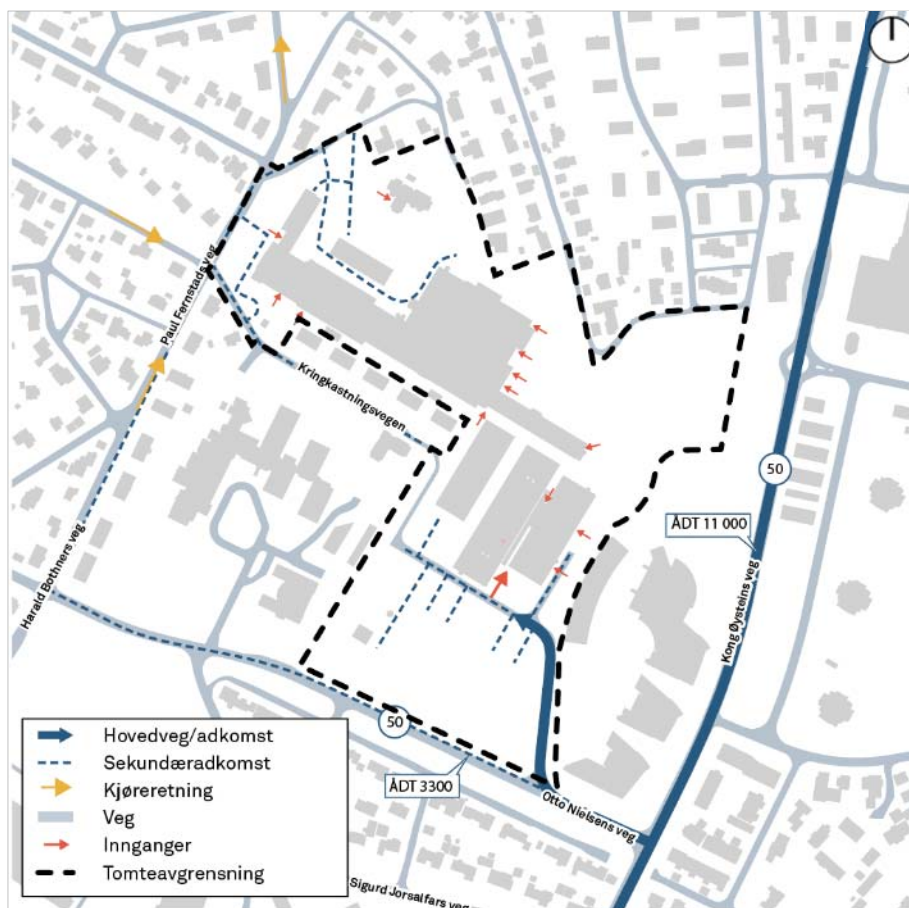 Paul Fernstads veg
Kringkastningsvegen
50
ÅDT 11 000
Kong Øysteins veg
Harald Bothners veg
50
ÅDT 3300
Otto Nielsens veg
Sigurd Jorsalfars veg
Hovedveg/adkomst
Sekundæradkomst
Kjøreretning
Veg
Innganger
Tomteavgrensning